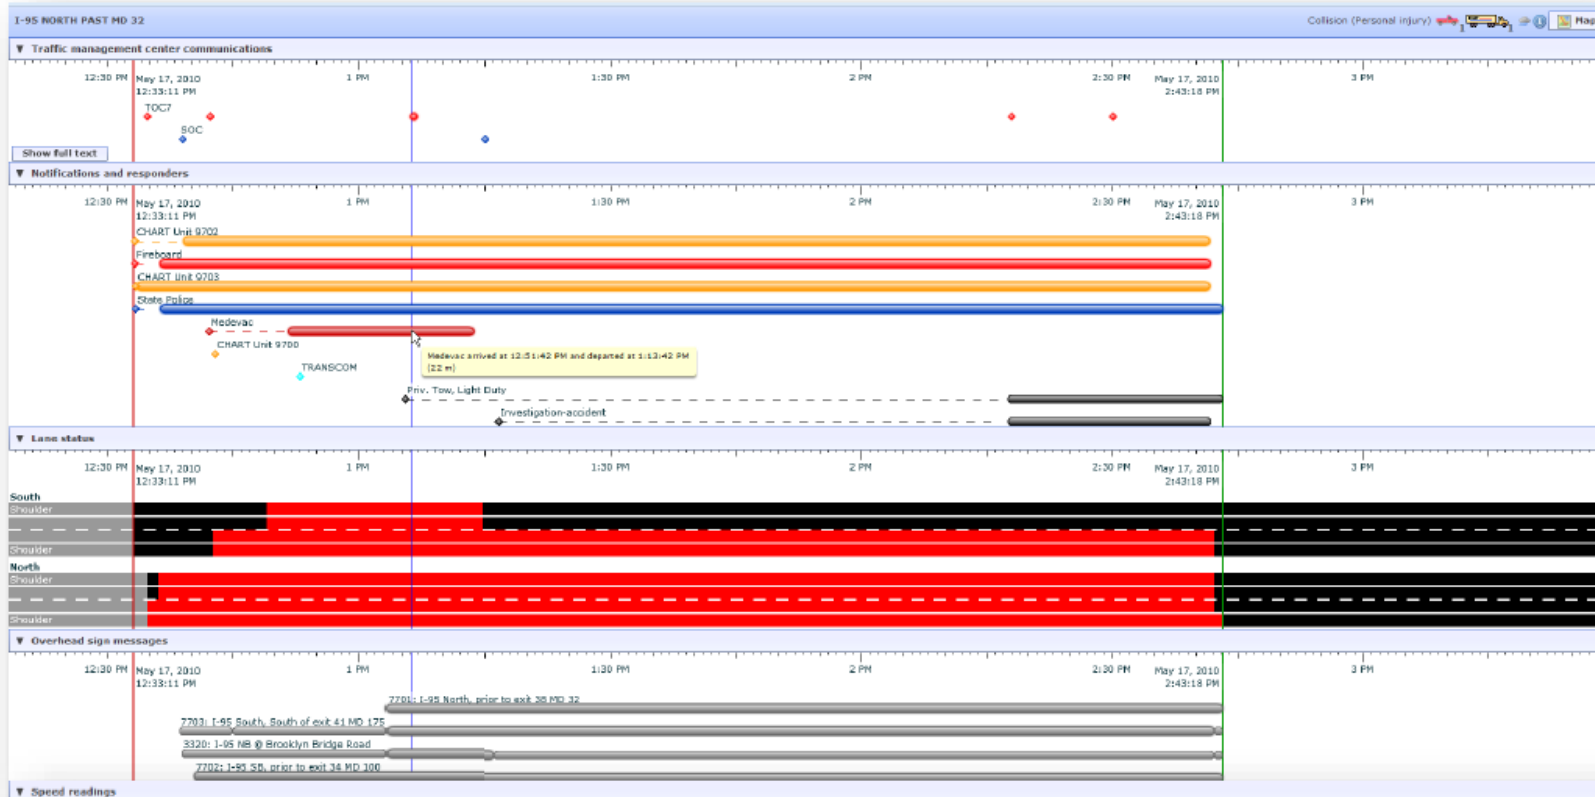 I-95 NORTH PAST MD 32
Collision (Personal injury) 1 1 Map
Traffic management center communications
12:30 PM May 17, 2010 1 PM 1:30 PM 2 PM 2:30 PM May 17, 2010 3 PM
12:33:11 PM 2:43:18 PM
TOC7
SOC
Show full text
Notifications and responders
12:30 PM May 17, 2010 1 PM 1:30 PM 2 PM 2:30 PM May 17, 2010 3 PM
12:33:11 PM 2:43:18 PM
CHART Unit 9702
Fireboard
CHART Unit 9703
State Police
Medevac
CHART Unit 9700
Medevac arrived at 12:51:42 PM and departed at 1:13:42 PM
(22 m)
TRANSCOM
Priv. Tow, Light Duty
Investigation-accident
Lane status
12:30 PM May 17, 2010 1 PM 1:30 PM 2 PM 2:30 PM May 17, 2010 3 PM
12:33:11 PM 2:43:18 PM
South
Shoulder
Shoulder
North
Shoulder
Shoulder
Overhead sign messages
12:30 PM May 17, 2010 1 PM 1:30 PM 2 PM 2:30 PM May 17, 2010 3 PM
12:33:11 PM 2:43:18 PM
7701: I-95 North, prior to exit 38 MD 32
7703: I-95 South, South of exit 41 MD 175
3320: I-95 NB @ Brooklyn Bridge Road
7702: I-95 SB, prior to exit 34 MD 100
Speed readings